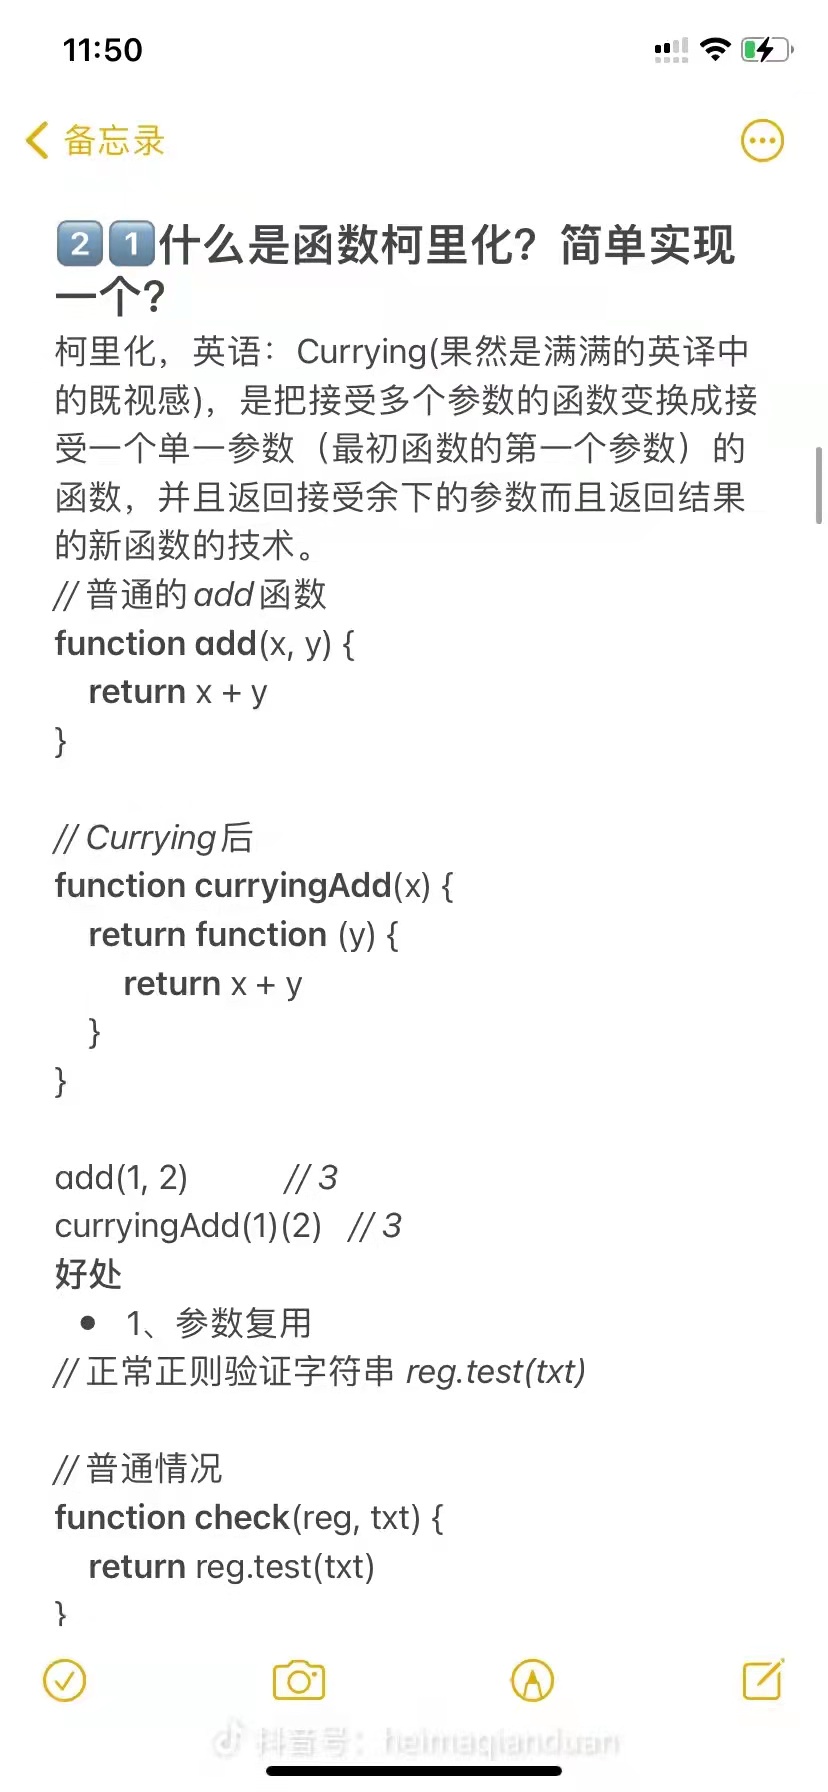 11:50
备忘录
21什么是函数柯里化？简单实现
一个?
柯里化，英语：Currying(果然是满满的英译中
的既视感)，是把接受多个参数的函数变换成接
受一个单一参数（最初函数的第一个参数）的
函数，并且返回接受余下的参数而且返回结果
的新函数的技术。
// 普通的add函数
function add(x, y) {
    return x + y
}
// Currying后
function curryingAdd(x) {
    return function (y) {
        return x + y
    }
}
add(1, 2)           // 3
curryingAdd(1)(2)   // 3
好处
• 1、参数复用
// 正常正则验证字符串 reg.test(txt)
// 普通情况
function check(reg, txt) {
    return reg.test(txt)
}
抖音号：heimaqianduan